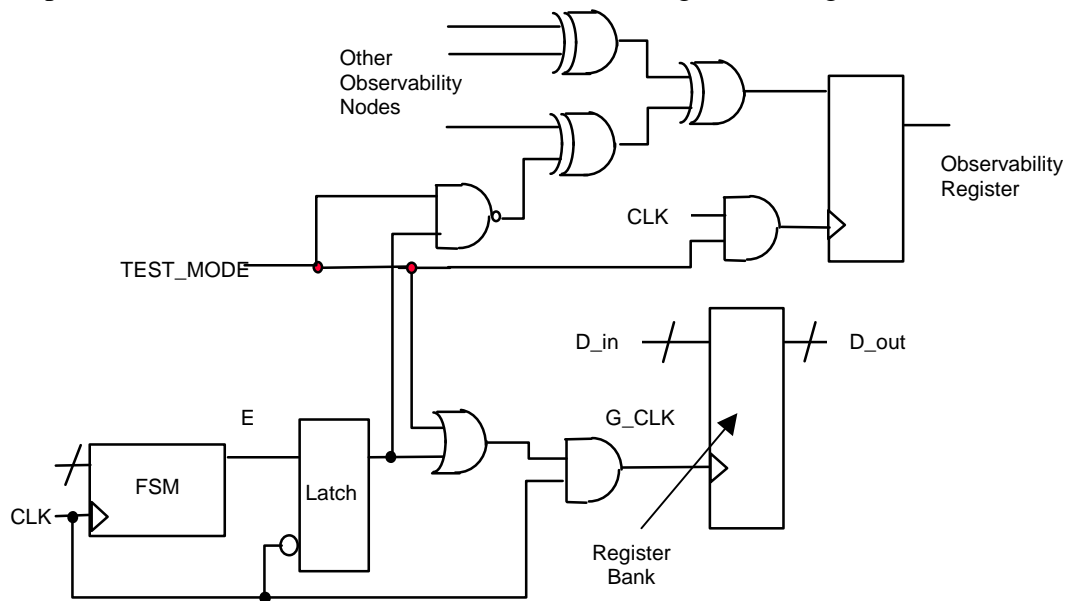 Other
Observability
Nodes
Observability
Register
CLK
TEST_MODE
D_in
D_out
E
G_CLK
FSM
Latch
CLK
Register
Bank